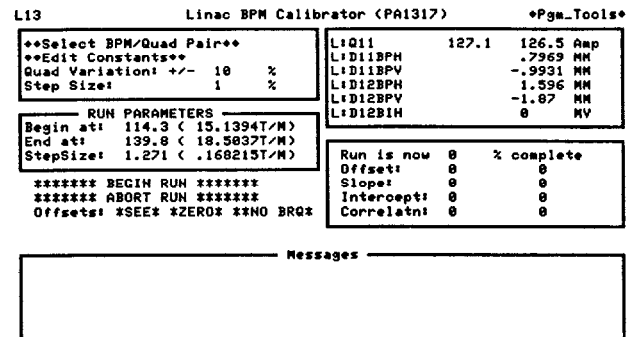 L13 Linac BPM Calibrator (PA1317) ◆Pgm_Tools◆
◆◆Select BPM/Quad Pair◆◆
◆◆Edit Constants◆◆
Quad Variation: +/- 10 %
Step Size: 1 %
L:Q11 127.1 126.5 Amp
L:D11BPH .7969 MM
L:D11BPV -.9931 MM
L:D12BPH 1.596 MM
L:D12BPV -1.87 MM
L:D12BIH 0 MV
RUN PARAMETERS
Begin at: 114.3 ( 15.1394T/M)
End at: 139.8 ( 18.5037T/M)
StepSize: 1.271 ( .168215T/M)
******* BEGIN RUN *******
******* ABORT RUN *******
Offsets: *SEE* *ZERO* **NO BRQ*
Run is now 0 % complete
Offset: 0 0
Slope: 0 0
Intercept: 0 0
Correlatn: 0 0
Messages